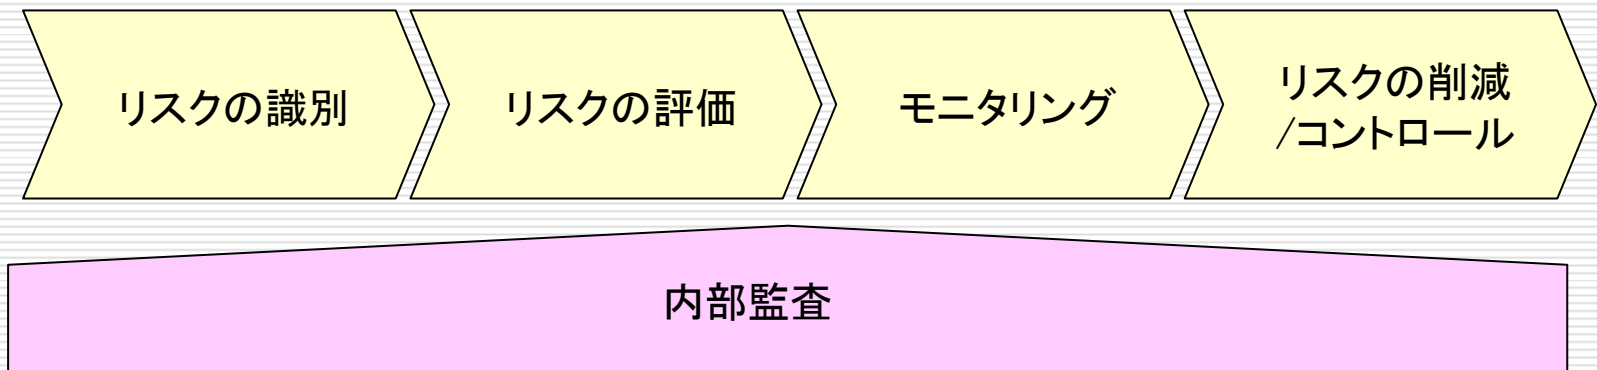 リスクの識別
リスクの評価
モニタリング
リスクの削減
/コントロール
内部監査